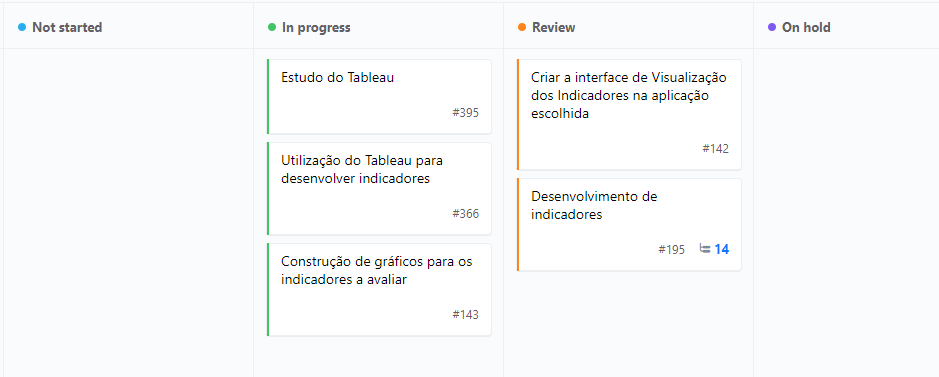 Not started
In progress
Review
On hold
Estudo do Tableau
#395
Utilização do Tableau para
desenvolver indicadores
#366
Construção de gráficos para os
indicadores a avaliar
#143
Criar a interface de Visualização
dos Indicadores na aplicação
escolhida
#142
Desenvolvimento de
indicadores
#195 14